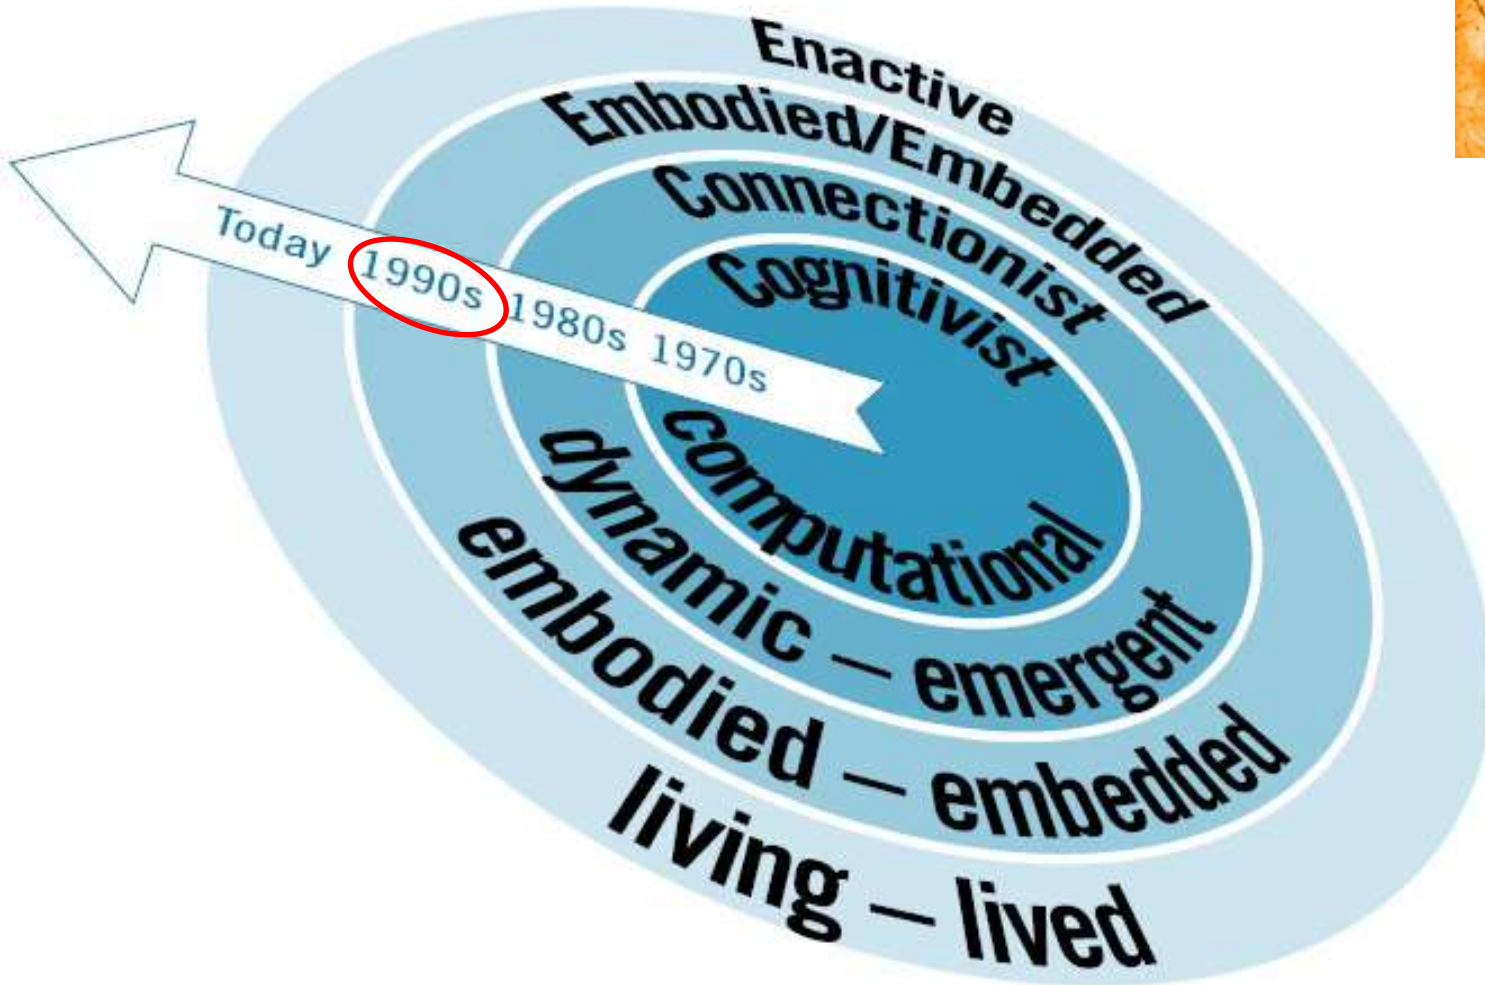 Enactive
Embodied/Embedded
Connectionist
Cognitivist
Today 1990s 1980s 1970s
computational
dynamic – emergent
embodied – embedded
living – lived